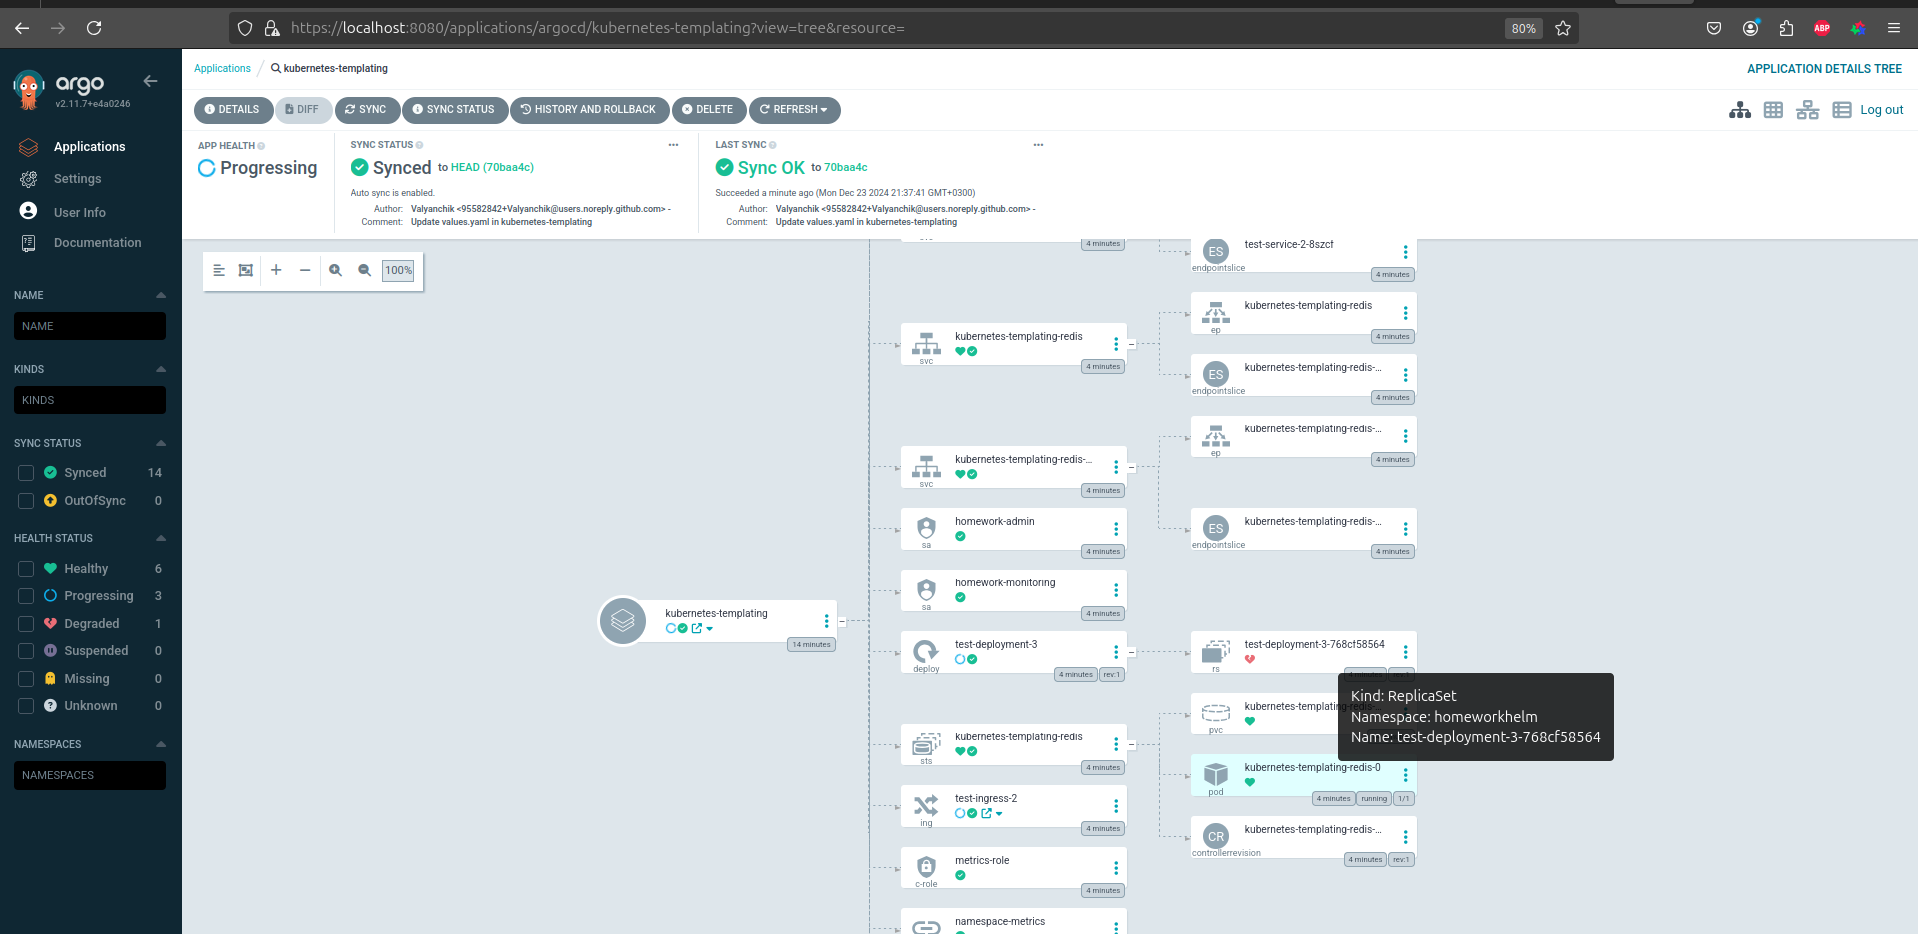 https://localhost:8080/applications/argocd/kubernetes-templating?view=tree&resource=
80%
ABP
argo
v2.11.7+e4a0246
Applications
Settings
User Info
Documentation
NAME
NAME
KINDS
KINDS
SYNC STATUS
Synced 14
OutOfSync 0
HEALTH STATUS
Healthy 6
Progressing 3
Degraded 1
Suspended 0
Missing 0
Unknown 0
NAMESPACES
NAMESPACES
Applications / kubernetes-templating
APPLICATION DETAILS TREE
DETAILS DIFF SYNC SYNC STATUS HISTORY AND ROLLBACK DELETE REFRESH
Log out
APP HEALTH
Progressing
SYNC STATUS
Synced to HEAD (70baa4c)
Auto sync is enabled.
Author: Valyanchik <95582842+Valyanchik@users.noreply.github.com> -
Comment: Update values.yaml in kubernetes-templating
LAST SYNC
Sync OK to 70baa4c
Succeeded a minute ago (Mon Dec 23 2024 21:37:41 GMT+0300)
Author: Valyanchik <95582842+Valyanchik@users.noreply.github.com> -
Comment: Update values.yaml in kubernetes-templating
100%
kubernetes-templating
14 minutes
4 minutes
kubernetes-templating-redis
svc
4 minutes
kubernetes-templating-redis-...
svc
4 minutes
homework-admin
sa
4 minutes
homework-monitoring
sa
4 minutes
test-deployment-3
deploy
4 minutes rev:1
kubernetes-templating-redis
sts
4 minutes
test-ingress-2
ing
4 minutes
metrics-role
c-role
4 minutes
namespace-metrics
ES
test-service-2-8szcf
endpointslice
4 minutes
kubernetes-templating-redis
ep
4 minutes
ES
kubernetes-templating-redis-...
endpointslice
4 minutes
kubernetes-templating-redis-...
ep
4 minutes
ES
kubernetes-templating-redis-...
endpointslice
4 minutes
test-deployment-3-768cf58564
rs
Kind: ReplicaSet
Namespace: homeworkhelm
Name: test-deployment-3-768cf58564
kubernetes-templating-redis-...
pvc
kubernetes-templating-redis-0
pod
4 minutes running 1/1
CR
kubernetes-templating-redis-...
controllerrevision
4 minutes rev:1